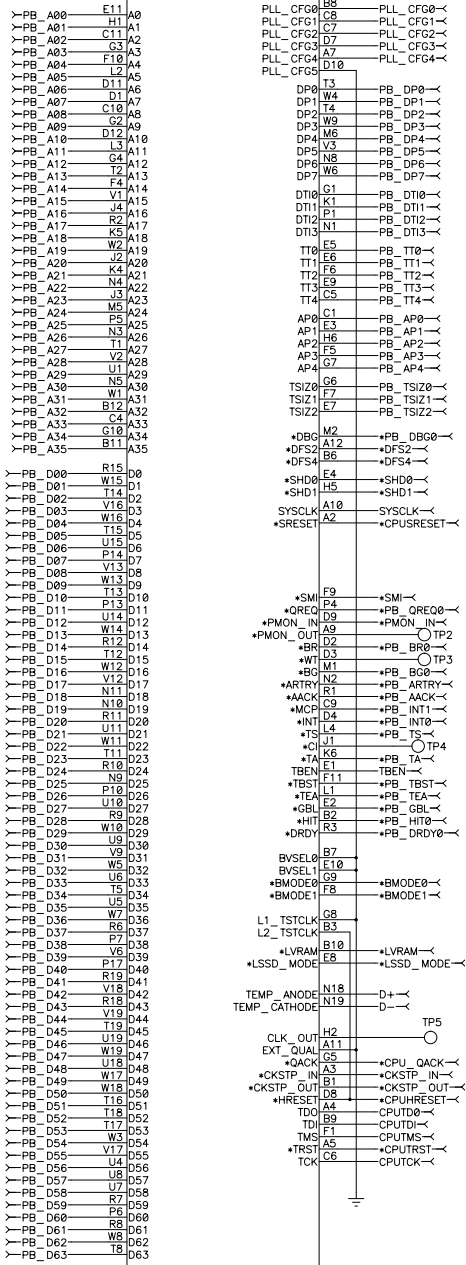 PB_A00 E11 A0
PB_A01 H1 A1
PB_A02 C11 A2
PB_A03 G3 A3
PB_A04 F10 A4
PB_A05 L2 A5
PB_A06 D11 A6
PB_A07 D1 A7
PB_A08 C10 A8
PB_A09 G2 A9
PB_A10 D12 A10
PB_A11 L3 A11
PB_A12 G4 A12
PB_A13 T2 A13
PB_A14 F4 A14
PB_A15 V1 A15
PB_A16 J4 A16
PB_A17 R2 A17
PB_A18 K5 A18
PB_A19 W2 A19
PB_A20 J2 A20
PB_A21 K4 A21
PB_A22 N4 A22
PB_A23 J3 A23
PB_A24 M5 A24
PB_A25 P5 A25
PB_A26 N3 A26
PB_A27 T1 A27
PB_A28 V2 A28
PB_A29 U1 A29
PB_A30 N5 A30
PB_A31 W1 A31
PB_A32 B12 A32
PB_A33 C4 A33
PB_A34 G10 A34
PB_A35 B11 A35
PB_D00 R15 D0
PB_D01 W15 D1
PB_D02 T14 D2
PB_D03 V16 D3
PB_D04 W16 D4
PB_D05 T15 D5
PB_D06 U15 D6
PB_D07 P14 D7
PB_D08 V13 D8
PB_D09 W13 D9
PB_D10 T13 D10
PB_D11 P13 D11
PB_D12 U14 D12
PB_D13 W14 D13
PB_D14 R12 D14
PB_D15 T12 D15
PB_D16 W12 D16
PB_D17 V12 D17
PB_D18 N11 D18
PB_D19 N10 D19
PB_D20 R11 D20
PB_D21 U11 D21
PB_D22 W11 D22
PB_D23 T11 D23
PB_D24 R10 D24
PB_D25 N9 D25
PB_D26 P10 D26
PB_D27 U10 D27
PB_D28 R9 D28
PB_D29 W10 D29
PB_D30 U9 D30
PB_D31 V9 D31
PB_D32 W5 D32
PB_D33 U6 D33
PB_D34 T5 D34
PB_D35 U5 D35
PB_D36 W7 D36
PB_D37 R6 D37
PB_D38 P7 D38
PB_D39 V6 D39
PB_D40 P17 D40
PB_D41 R19 D41
PB_D42 V18 D42
PB_D43 R18 D43
PB_D44 V19 D44
PB_D45 T19 D45
PB_D46 U19 D46
PB_D47 W19 D47
PB_D48 U18 D48
PB_D49 W17 D49
PB_D50 W18 D50
PB_D51 T16 D51
PB_D52 T18 D52
PB_D53 T17 D53
PB_D54 W3 D54
PB_D55 V17 D55
PB_D56 U4 D56
PB_D57 U8 D57
PB_D58 U7 D58
PB_D59 R7 D59
PB_D60 P6 D60
PB_D61 R8 D61
PB_D62 W8 D62
PB_D63 T8 D63
PLL_CFG0 B8 PLL_CFG0
PLL_CFG1 C8 PLL_CFG1
PLL_CFG2 C7 PLL_CFG2
PLL_CFG3 D7 PLL_CFG3
PLL_CFG4 A7 PLL_CFG4
PLL_CFG5 D10
DP0 T3 PB_DP0
DP1 W4 PB_DP1
DP2 T4 PB_DP2
DP3 W9 PB_DP3
DP4 M6 PB_DP4
DP5 V3 PB_DP5
DP6 N8 PB_DP6
DP7 W6 PB_DP7
DTI0 G1 PB_DTI0
DTI1 K1 PB_DTI1
DTI2 P1 PB_DTI2
DTI3 N1 PB_DTI3
TT0 E5 PB_TT0
TT1 E6 PB_TT1
TT2 F6 PB_TT2
TT3 E9 PB_TT3
TT4 C5 PB_TT4
AP0 C1 PB_AP0
AP1 E3 PB_AP1
AP2 H6 PB_AP2
AP3 F5 PB_AP3
AP4 G7 PB_AP4
TSIZ0 G6 PB_TSIZ0
TSIZ1 F7 PB_TSIZ1
TSIZ2 E7 PB_TSIZ2
*DBG M2 *PB_DBG0
*DFS2 A12 *DFS2
*DFS4 B6 *DFS4
*SHD0 E4 *SHD0
*SHD1 H5 *SHD1
SYSCLK A10 SYSCLK
*SRESET A2 *CPUSRESET
*SMI F9 *SMI
*QREQ P4 *PB_QREQ0
*PMON_IN D9 *PMON_IN
*PMON_OUT A9 TP2
*BR D2 *PB_BR0
*WT D3 TP3
*BG M1 *PB_BG0
*ARTRY N2 *PB_ARTRY
*AACK R1 *PB_AACK
*MCP C9 *PB_INT1
*INT D4 *PB_INT0
*TS L4 *PB_TS
*CI J1 TP4
*TA K6 *PB_TA
TBEN E1 TBEN
*TBST F11 *PB_TBST
*TEA L1 *PB_TEA
*GBL E2 *PB_GBL
*HIT B2 *PB_HIT0
*DRDY R3 *PB_DRDY0
BVSEL0 B7
BVSEL1 E10
*BMODE0 G9 *BMODE0
*BMODE1 F8 *BMODE1
L1_TSTCLK G8
L2_TSTCLK B3
*LVRAM B10 *LVRAM
*LSSD_MODE E8 *LSSD_MODE
TEMP_ANODE N18 D+
TEMP_CATHODE N19 D-
CLK_OUT H2 TP5
EXT_QUAL A11
*QACK G5 *CPU_QACK
*CKSTP_IN A3 *CKSTP_IN
*CKSTP_OUT B1 *CKSTP_OUT
*HRESET D8 *CPUHRESET
TDO A4 CPUTDO
TDI B9 CPUTDI
TMS F1 CPUTMS
*TRST A5 *CPUTRST
TCK C6 CPUTCK